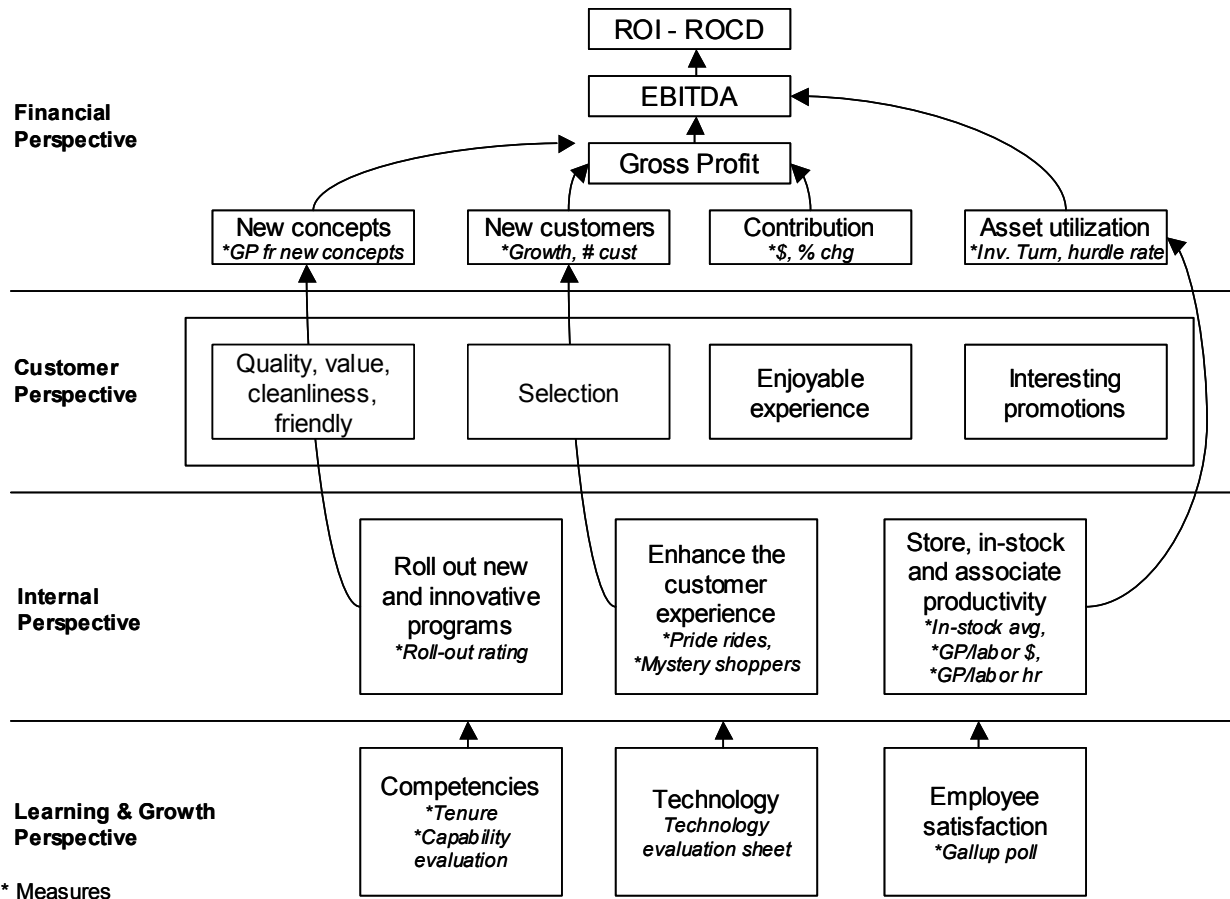 ROI - ROCD
EBITDA
Financial
Perspective
Gross Profit
New concepts
*GP fr new concepts
New customers
*Growth, # cust
Contribution
*$, % chg
Asset utilization
*Inv. Turn, hurdle rate
Customer
Perspective
Quality, value,
cleanliness,
friendly
Selection
Enjoyable
experience
Interesting
promotions
Internal
Perspective
Roll out new
and innovative
programs
*Roll-out rating
Enhance the
customer
experience
*Pride rides,
*Mystery shoppers
Store, in-stock
and associate
productivity
*In-stock avg,
*GP/labor $,
*GP/labor hr
Learning & Growth
Perspective
Competencies
*Tenure
*Capability
evaluation
Technology
Technology
evaluation sheet
Employee
satisfaction
*Gallup poll
* Measures